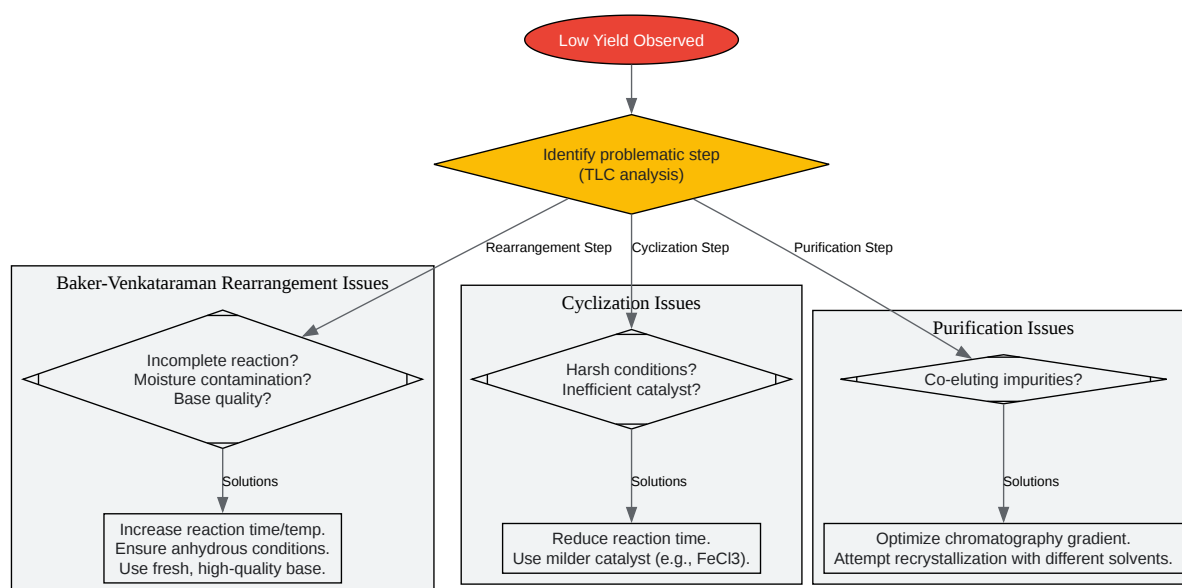 Low Yield Observed
Identify problematic step
(TLC analysis)
Rearrangement Step
Cyclization Step
Purification Step
Baker-Venkataraman Rearrangement Issues
Incomplete reaction?
Moisture contamination?
Base quality?
Solutions
Increase reaction time/temp.
Ensure anhydrous conditions.
Use fresh, high-quality base.
Cyclization Issues
Harsh conditions?
Inefficient catalyst?
Solutions
Reduce reaction time.
Use milder catalyst (e.g., FeCl3).
Purification Issues
Co-eluting impurities?
Solutions
Optimize chromatography gradient.
Attempt recrystallization with different solvents.